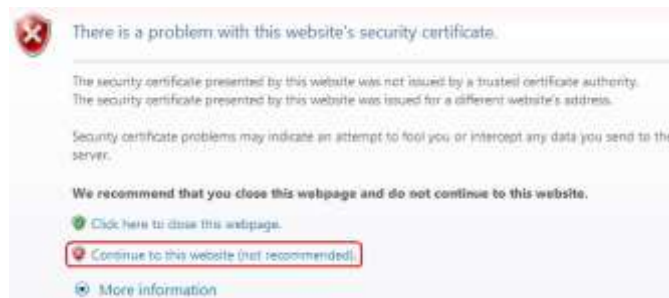 There is a problem with this website's security certificate.
The security certificate presented by this website was not issued by a trusted certificate authority.
The security certificate presented by this website was issued for a different website's address.
Security certificate problems may indicate an attempt to fool you or intercept any data you send to the
server.
We recommend that you close this webpage and do not continue to this website.
Click here to close this webpage.
Continue to this website (not recommended).
More information